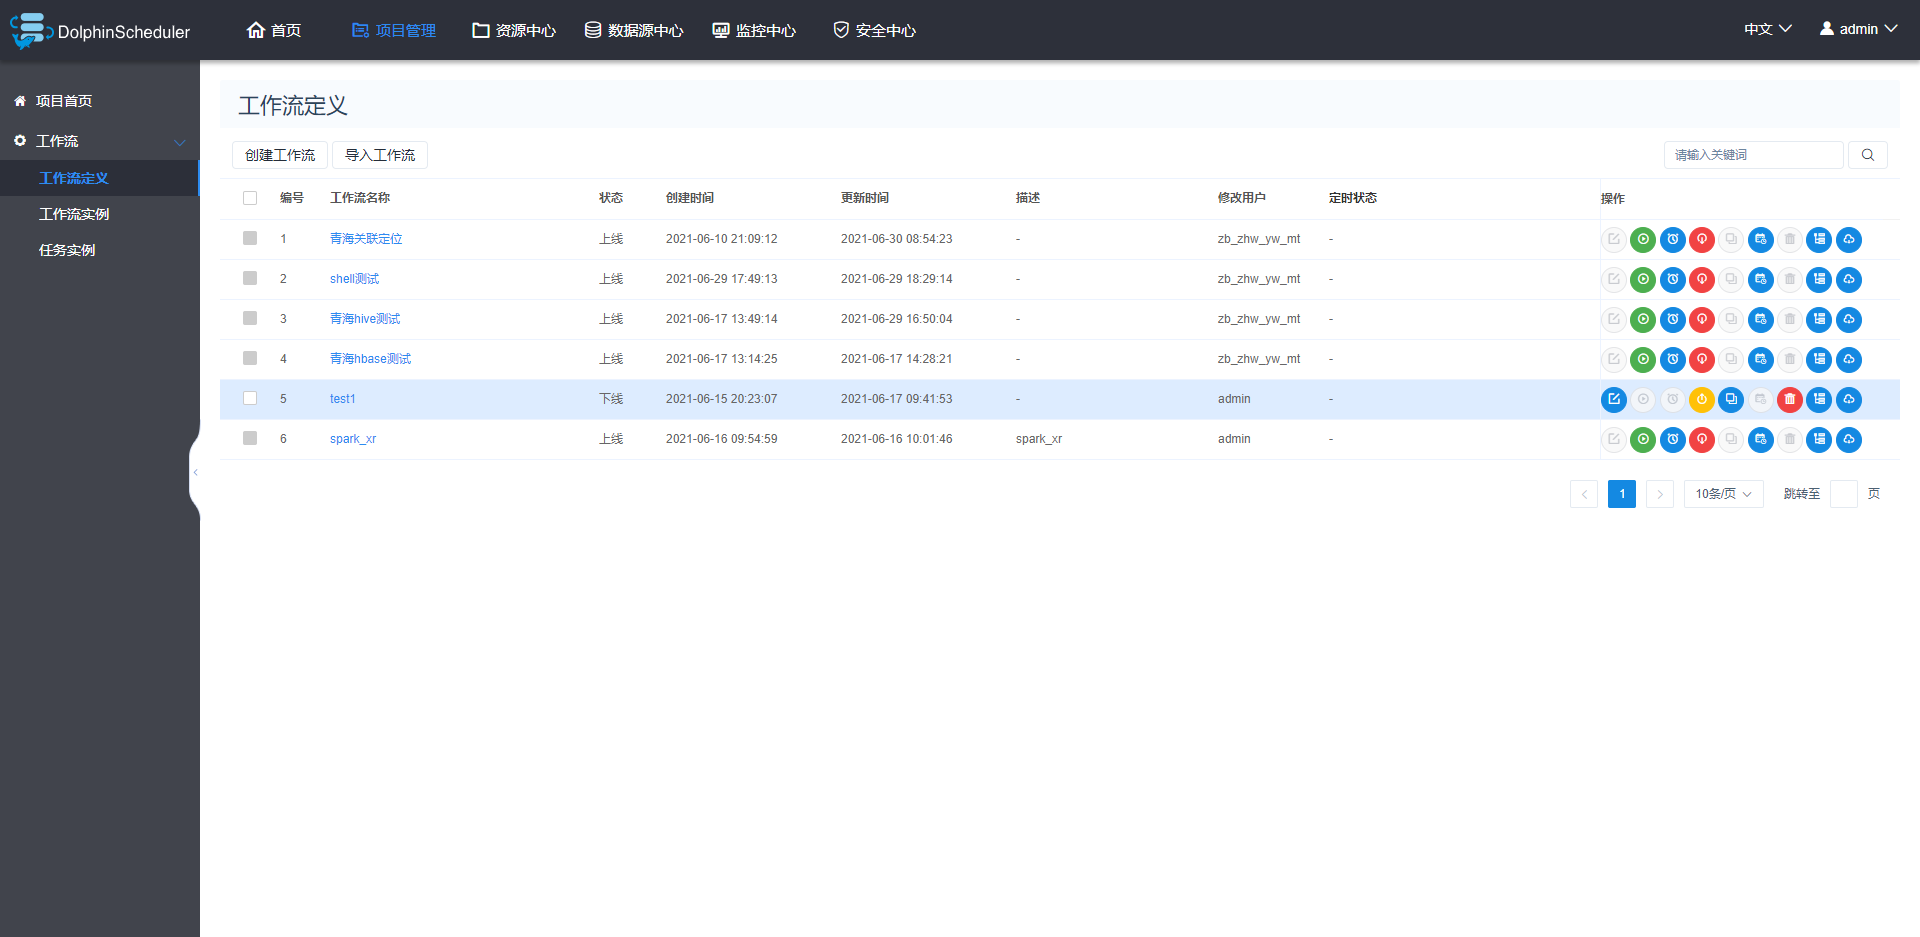 DolphinScheduler 首页 项目管理 资源中心 数据源中心 监控中心 安全中心 中文 admin
项目首页
工作流
工作流定义
工作流实例
任务实例
工作流定义
创建工作流 导入工作流 请输入关键词
编号 工作流名称 状态 创建时间 更新时间 描述 修改用户 定时状态 操作
1 青海关联定位 上线 2021-06-10 21:09:12 2021-06-30 08:54:23 - zb_zhw_yw_mt -
2 shell测试 上线 2021-06-29 17:49:13 2021-06-29 18:29:14 - zb_zhw_yw_mt -
3 青海hive测试 上线 2021-06-17 13:49:14 2021-06-29 16:50:04 - zb_zhw_yw_mt -
4 青海hbase测试 上线 2021-06-17 13:14:25 2021-06-17 14:28:21 - zb_zhw_yw_mt -
5 test1 下线 2021-06-15 20:23:07 2021-06-17 09:41:53 - admin -
6 spark_xr 上线 2021-06-16 09:54:59 2021-06-16 10:01:46 spark_xr admin -
1 10条/页 跳转至 页